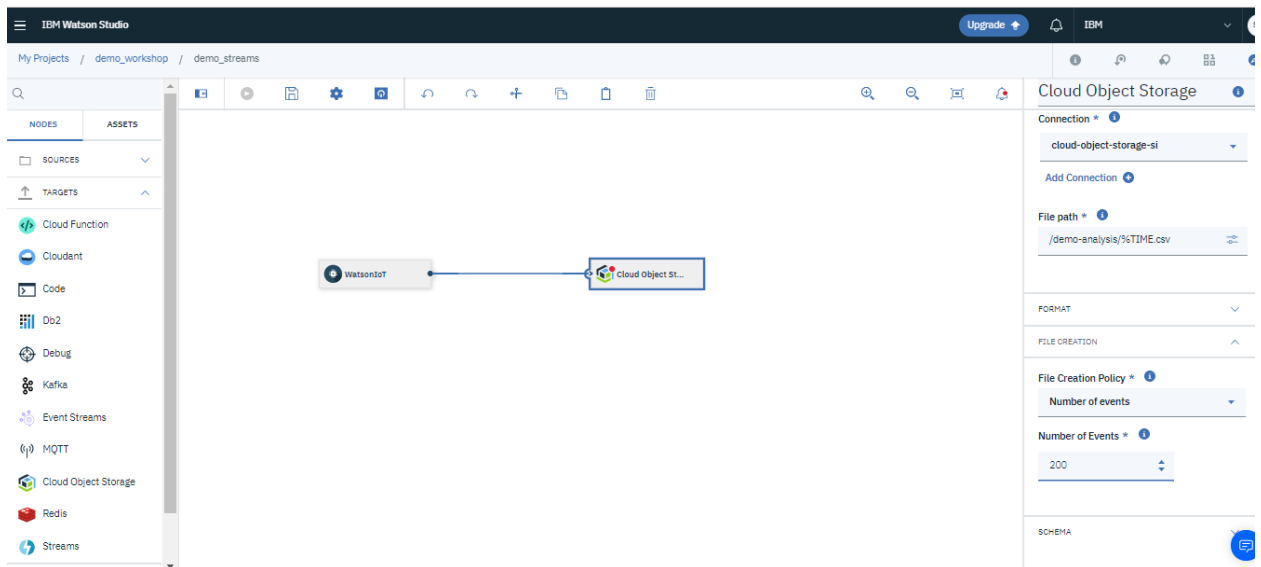 IBM Watson Studio
Upgrade
IBM
My Projects / demo_workshop / demo_streams
NODES
ASSETS
SOURCES
TARGETS
Cloud Function
Cloudant
Code
Db2
Debug
Kafka
Event Streams
MQTT
Cloud Object Storage
Redis
Streams
WatsonIoT
Cloud Object St...
Cloud Object Storage
Connection *
cloud-object-storage-si
Add Connection
File path *
/demo-analysis/%TIME.csv
FORMAT
FILE CREATION
File Creation Policy *
Number of events
Number of Events *
200
SCHEMA